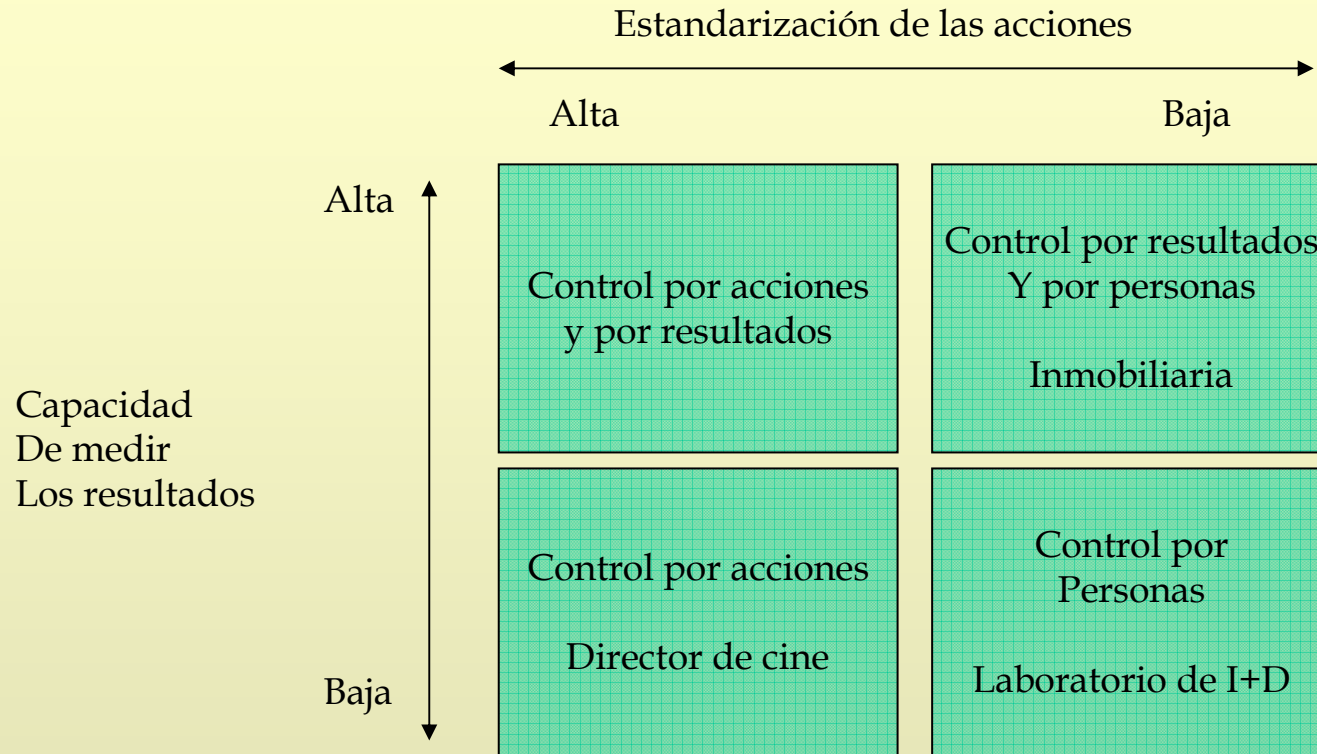 Estandarización de las acciones
Alta
Baja
Alta
Capacidad
De medir
Los resultados
Baja
Control por acciones
y por resultados
Control por resultados
Y por personas
Inmobiliaria
Control por acciones
Director de cine
Control por
Personas
Laboratorio de I+D